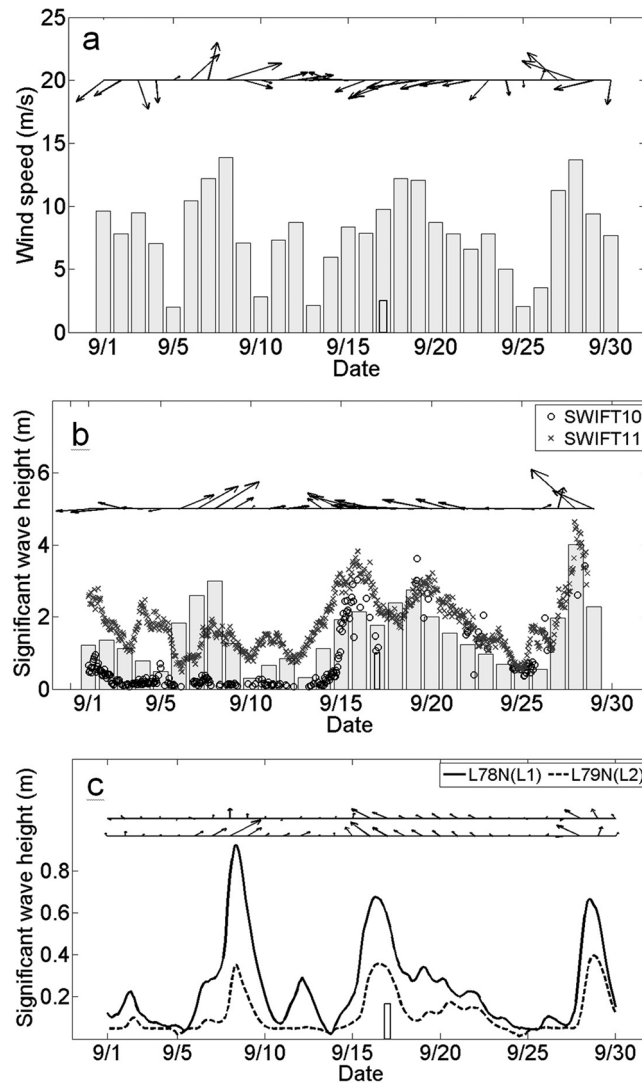 a
Wind speed (m/s)
25
20
15
10
5
0
9/1 9/5 9/10 9/15 9/20 9/25 9/30
Date
b
Significant wave height (m)
SWIFT10
SWIFT11
6
4
2
0
9/1 9/5 9/10 9/15 9/20 9/25 9/30
Date
c
Significant wave height (m)
L78N(L1) L79N(L2)
0.8
0.6
0.4
0.2
9/1 9/5 9/10 9/15 9/20 9/25 9/30
Date